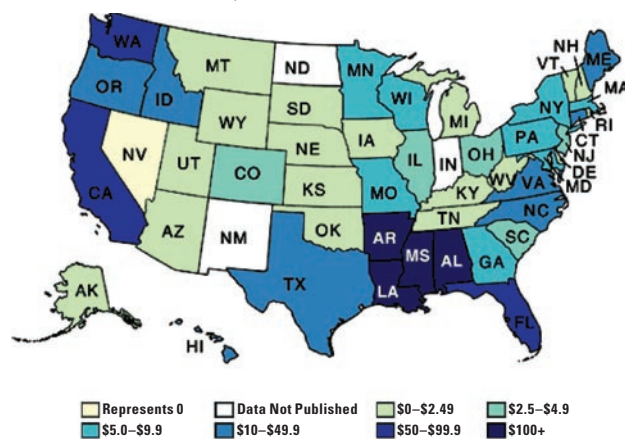 WA
ME
NH
VT
MT
ND
MN
OR
MA
ID
WI
NY
SD
WY
MI
RI
PA
CT
IA
NE
NJ
NV
OH
IN
IL
DE
UT
WV
CO
MD
CA
VA
KS
MO
KY
NC
TN
OK
AZ
AR
SC
NM
MS
AL
GA
TX
LA
AK
FL
HI
Represents 0
Data Not Published
$0–$2.49
$2.5–$4.9
$5.0–$9.9
$10–$49.9
$50–$99.9
$100+